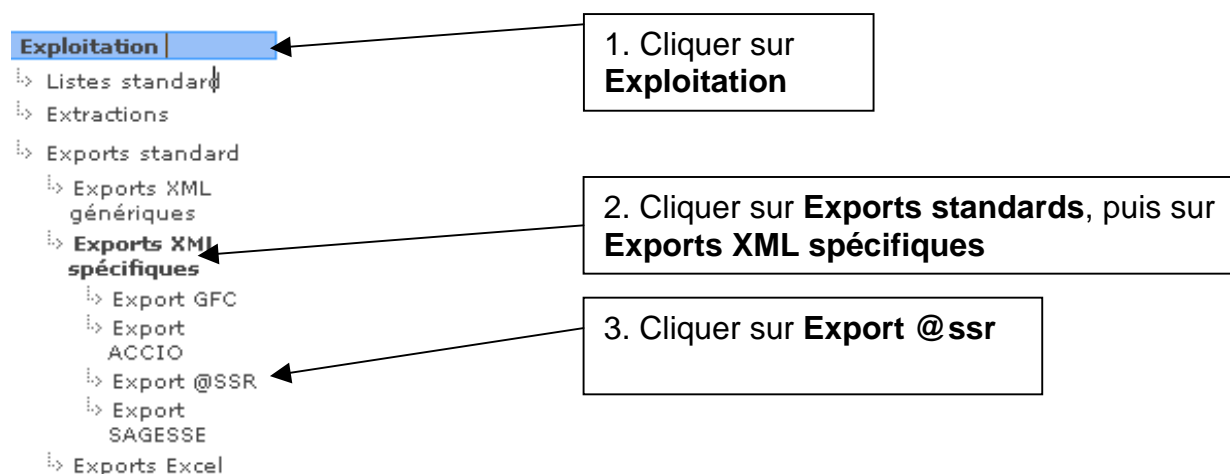 Exploitation
Listes standard
Extractions
Exports standard
Exports XML
génériques
Exports XML
spécifiques
Export GFC
Export
ACCIO
Export @SSR
Export
SAGESSE
Exports Excel
1. Cliquer sur
Exploitation
2. Cliquer sur Exports standards, puis sur
Exports XML spécifiques
3. Cliquer sur Export @ssr